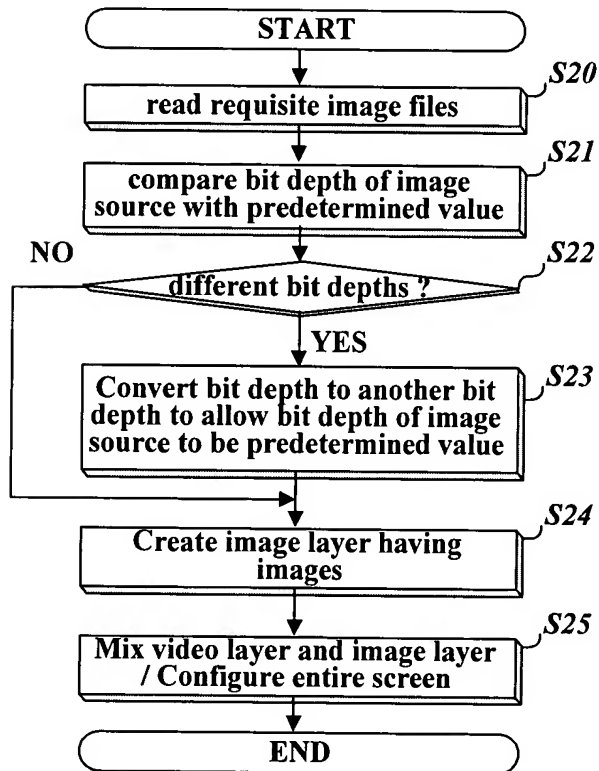 START
S20
read requisite image files
S21
compare bit depth of image
source with predetermined value
NO
S22
different bit depths ?
YES
S23
Convert bit depth to another bit
depth to allow bit depth of image
source to be predetermined value
S24
Create image layer having
images
S25
Mix video layer and image layer
/ Configure entire screen
END